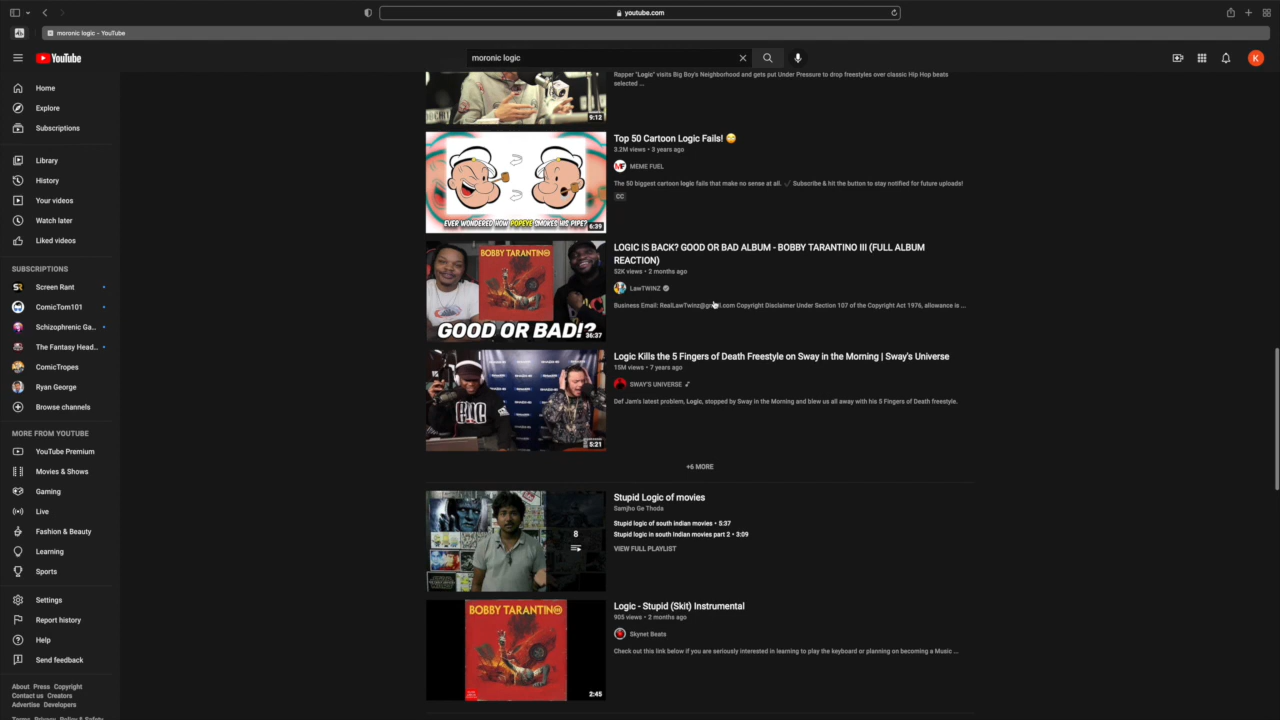 youtube.com
moronic logic - YouTube
YouTube
moronic logic
K
Home
Explore
Subscriptions
Library
History
Your videos
Watch later
Liked videos
SUBSCRIPTIONS
Screen Rant
ComicTom101
Schizophrenic Ga...
The Fantasy Head...
ComicTropes
Ryan George
Browse channels
MORE FROM YOUTUBE
YouTube Premium
Movies & Shows
Gaming
Live
Fashion & Beauty
Learning
Sports
Settings
Report history
Help
Send feedback
About Press Copyright
Contact us Creators
Advertise Developers
Terms Privacy Policy & Safety
Rapper "Logic" visits Big Boy's Neighborhood and gets put Under Pressure to drop freestyles over classic Hip Hop beats
selected ...
9:12
Top 50 Cartoon Logic Fails! 😳
3.2M views • 3 years ago
MEME FUEL
The 50 biggest cartoon logic fails that make no sense at all. ✓ Subscribe & hit the button to stay notified for future uploads!
CC
EVER WONDERED HOW POPEYE SMOKES HIS PIPE?
6:39
LOGIC IS BACK? GOOD OR BAD ALBUM - BOBBY TARANTINO III (FULL ALBUM
REACTION)
52K views • 2 months ago
LawTWINZ
Business Email: RealLawTwinz@gmail.com Copyright Disclaimer Under Section 107 of the Copyright Act 1976, allowance is ...
BOBBY TARANTINO
GOOD OR BAD!?
36:37
Logic Kills the 5 Fingers of Death Freestyle on Sway in the Morning | Sway's Universe
15M views • 7 years ago
SWAY'S UNIVERSE
Def Jam's latest problem, Logic, stopped by Sway in the Morning and blew us all away with his 5 Fingers of Death freestyle.
5:21
+6 MORE
Stupid Logic of movies
Samjho Ge Thoda
Stupid logic of south indian movies • 5:37
Stupid logic in south Indian movies part 2 • 3:09
VIEW FULL PLAYLIST
8
Logic - Stupid (Skit) Instrumental
905 views • 2 months ago
Skynet Beats
Check out this link below if you are seriously interested in learning to play the keyboard or planning on becoming a Music ...
BOBBY TARANTINO
2:45